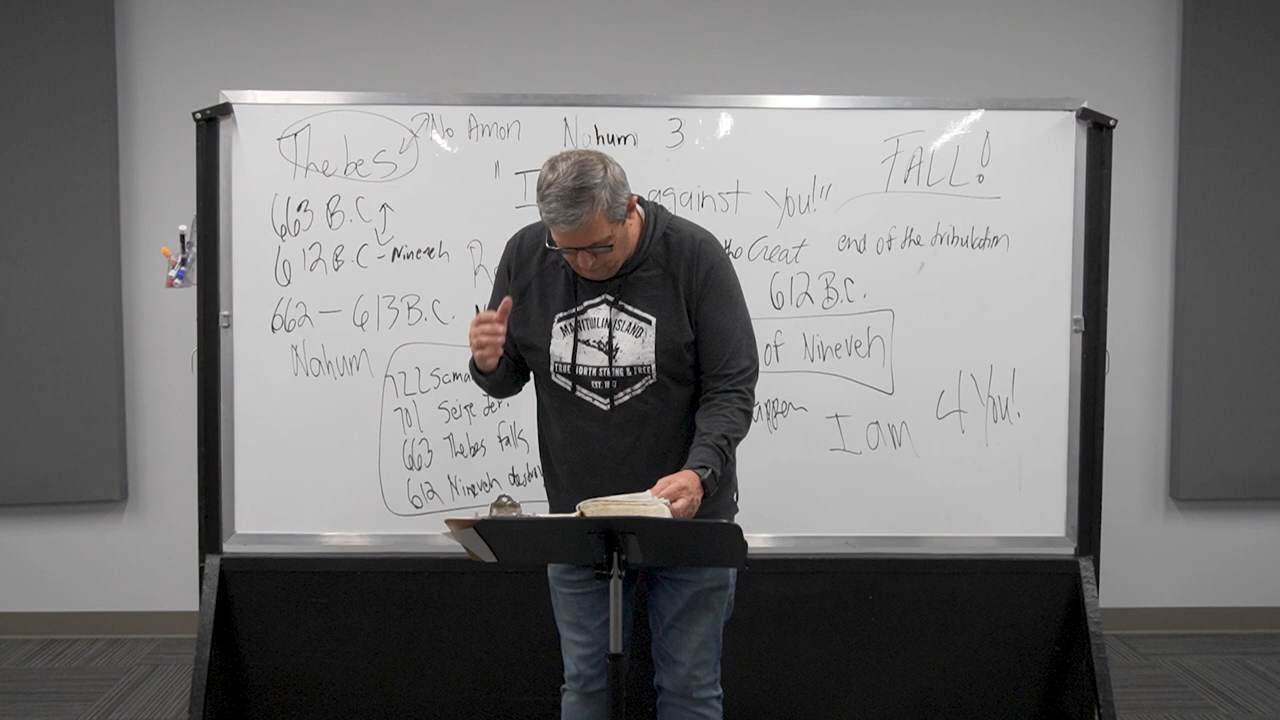 Thebes
No Amon
Nahum 3
FALL!
" I against you!"
663 B.C
612 B.C - Nineveh
the Great
end of the tribulation
612 B.C.
662 - 613 B.C.
Nahum
of Nineveh
722 Sama
701 Seige Jer.
663 Thebes falls
612 Nineveh destroy
I am 4 You!
MANITOULIN ISLAND
TRUE NORTH STRONG & FREE